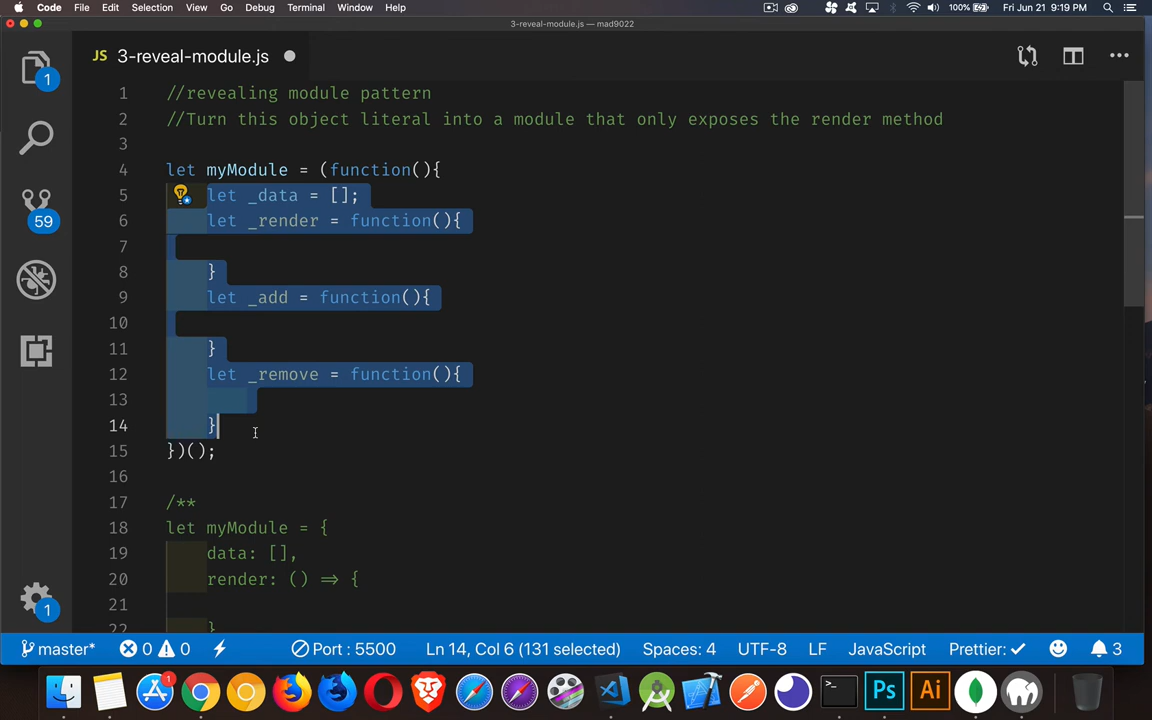 Code File Edit Selection View Go Debug Terminal Window Help 100% Fri Jun 21 9:19 PM
3-reveal-module.js — mad9022
JS 3-reveal-module.js
1 //revealing module pattern
2 //Turn this object literal into a module that only exposes the render method
3
4 let myModule = (function(){
5 let _data = [];
6 let _render = function(){
7
8 }
9 let _add = function(){
10
11 }
12 let _remove = function(){
13
14 }
15 })();
16
17 /**
18 let myModule = {
19 data: [],
20 render: () => {
21
22 }
1
59
1
master* 0 0 Port : 5500 Ln 14, Col 6 (131 selected) Spaces: 4 UTF-8 LF JavaScript Prettier: ✓ 3
1 >_ Ps Ai